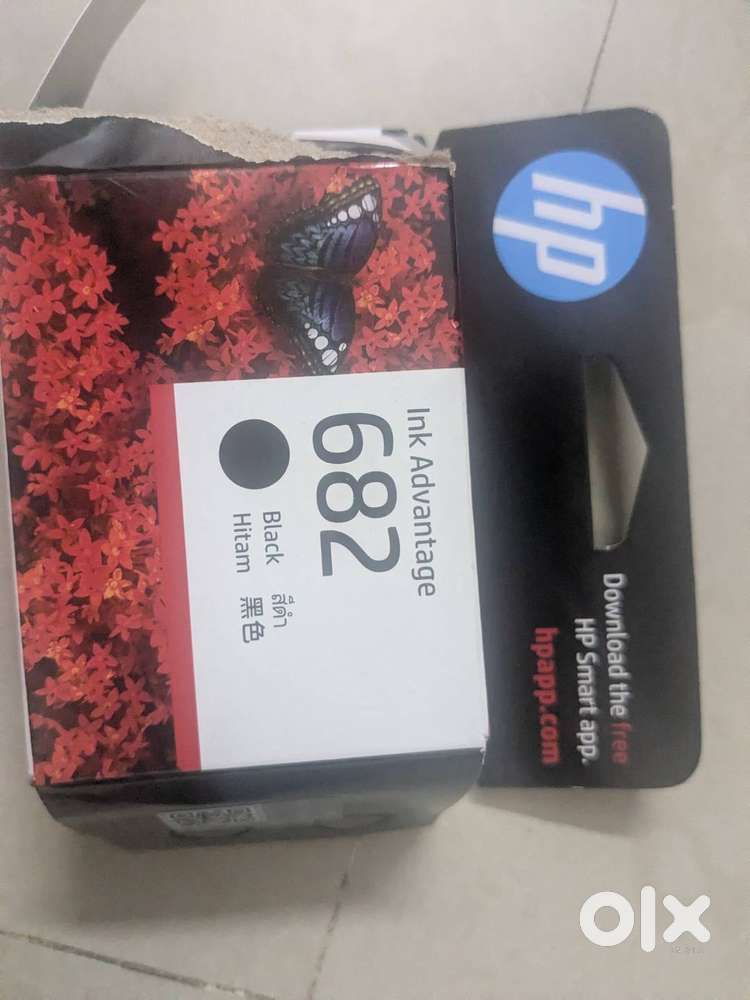 hp
Ink Advantage
682
Black สีดำ
Hitam 黑色
Download the free
HP Smart app.
hpapp.com
olx